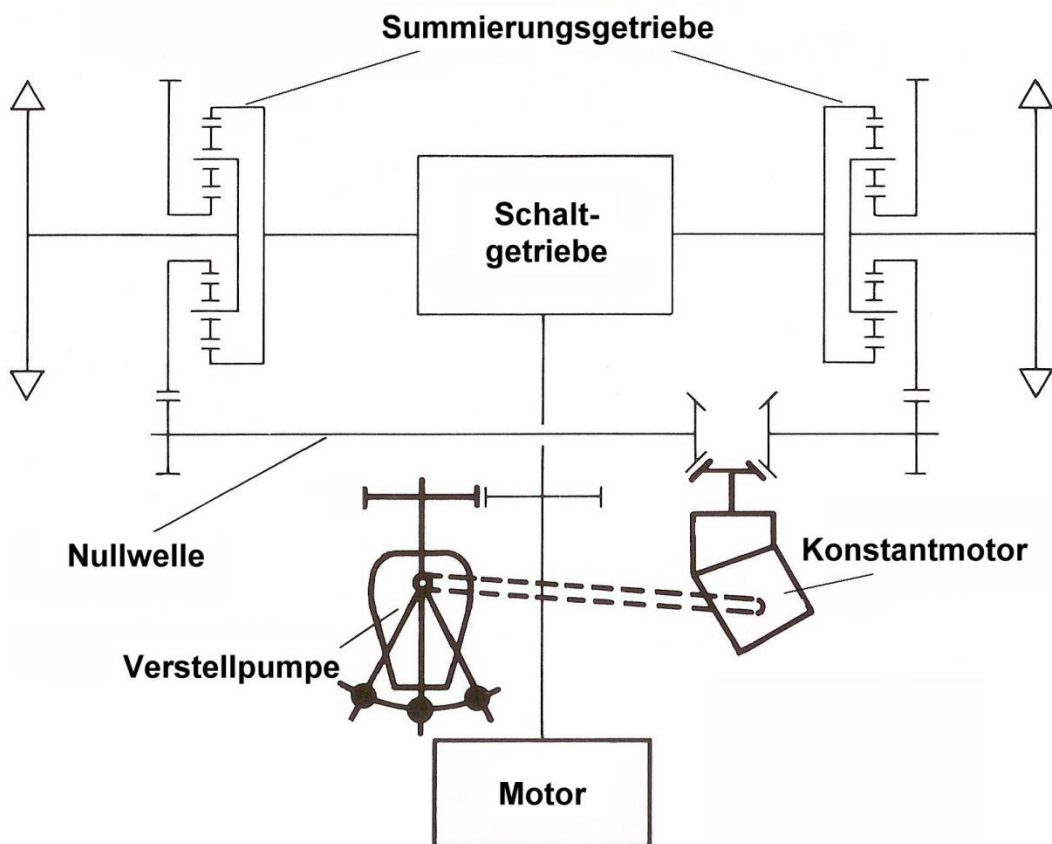 Summierungsgetriebe
Schalt-
getriebe
Nullwelle
Konstantmotor
Verstellpumpe
Motor